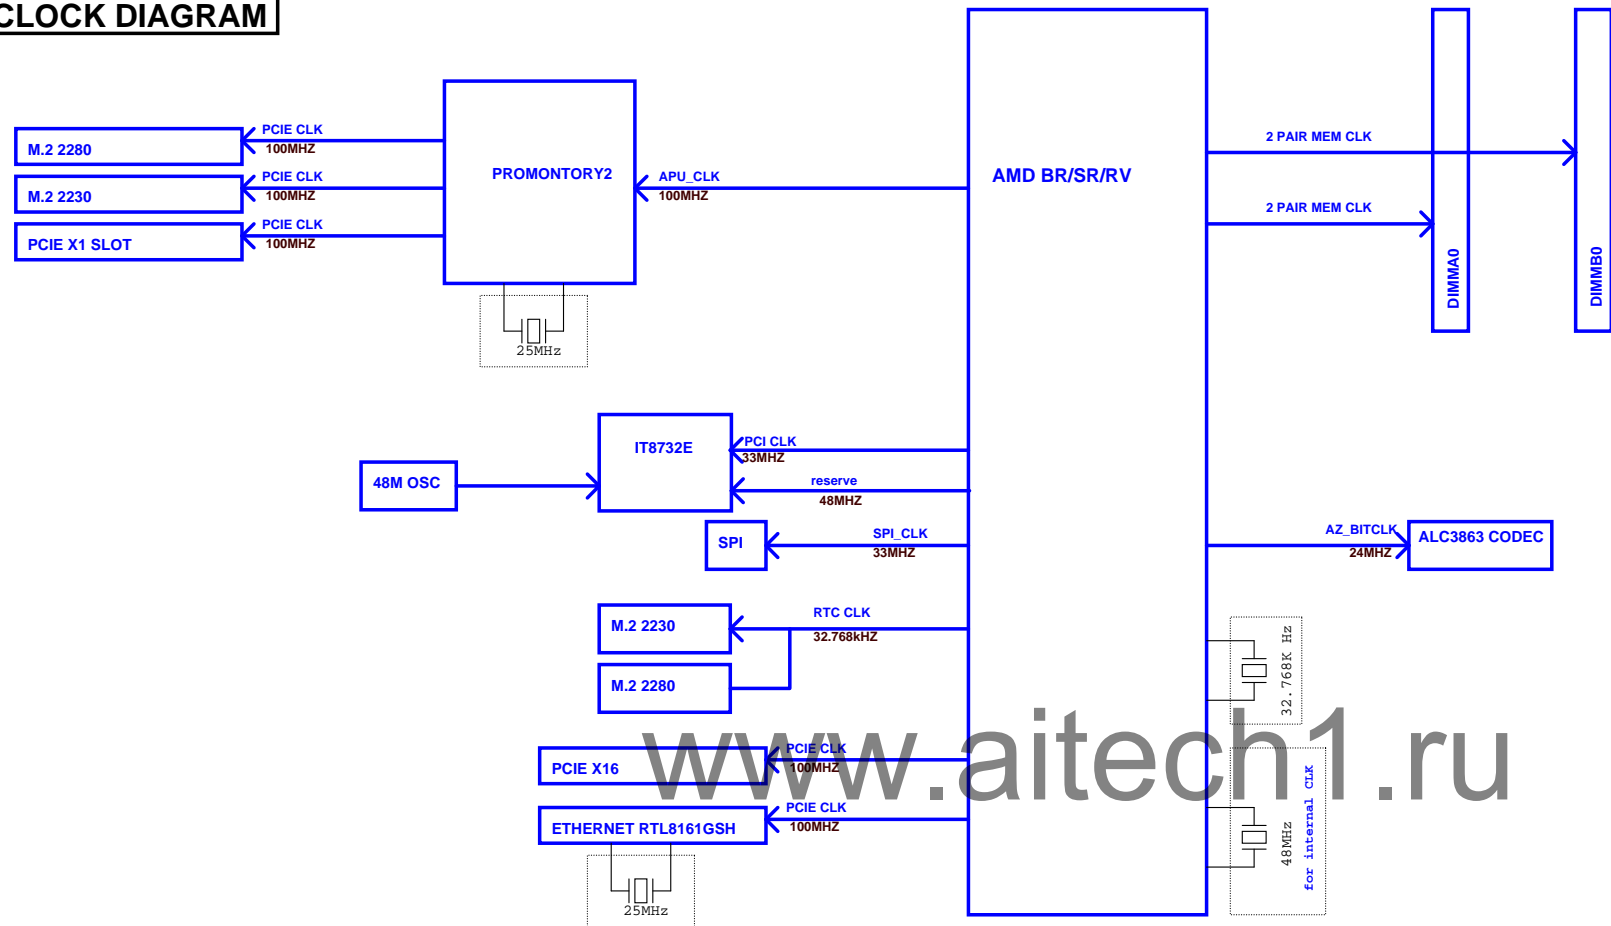 CLOCK DIAGRAM
M.2 2280
PCIE CLK
100MHZ
M.2 2230
PCIE CLK
100MHZ
PCIE X1 SLOT
PCIE CLK
100MHZ
PROMONTORY2
25MHz
APU_CLK
100MHZ
AMD BR/SR/RV
2 PAIR MEM CLK
2 PAIR MEM CLK
DIMMA0
DIMMB0
48M OSC
IT8732E
PCI CLK
33MHZ
reserve
48MHZ
SPI
SPI_CLK
33MHZ
AZ_BITCLK
24MHZ
ALC3863 CODEC
M.2 2230
RTC CLK
32.768kHZ
M.2 2280
32.768K Hz
PCIE X16
PCIE CLK
100MHZ
www.aitech1.ru
ETHERNET RTL8161GSH
PCIE CLK
100MHZ
25MHz
48MHz
for internal CLK